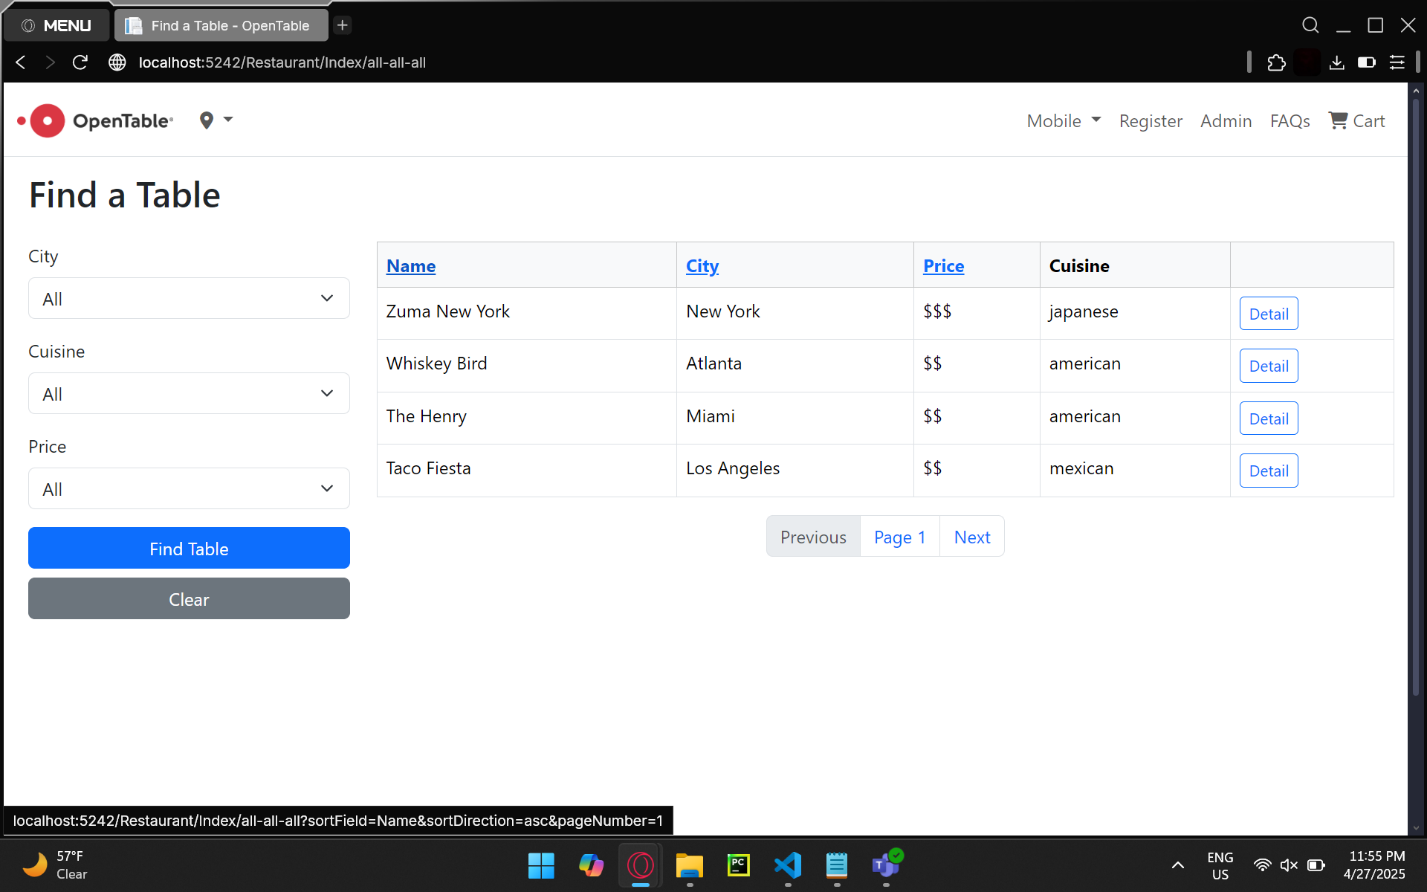 MENU
Find a Table - OpenTable
localhost:5242/Restaurant/Index/all-all-all
OpenTable
Mobile
Register
Admin
FAQs
Cart
Find a Table
City
All
Cuisine
All
Price
All
Find Table
Clear
Name City Price Cuisine
Zuma New York New York $$$ japanese Detail
Whiskey Bird Atlanta $$ american Detail
The Henry Miami $$ american Detail
Taco Fiesta Los Angeles $$ mexican Detail
Previous Page 1 Next
localhost:5242/Restaurant/Index/all-all-all?sortField=Name&sortDirection=asc&pageNumber=1
57°F
Clear
PC
ENG
US
11:55 PM
4/27/2025